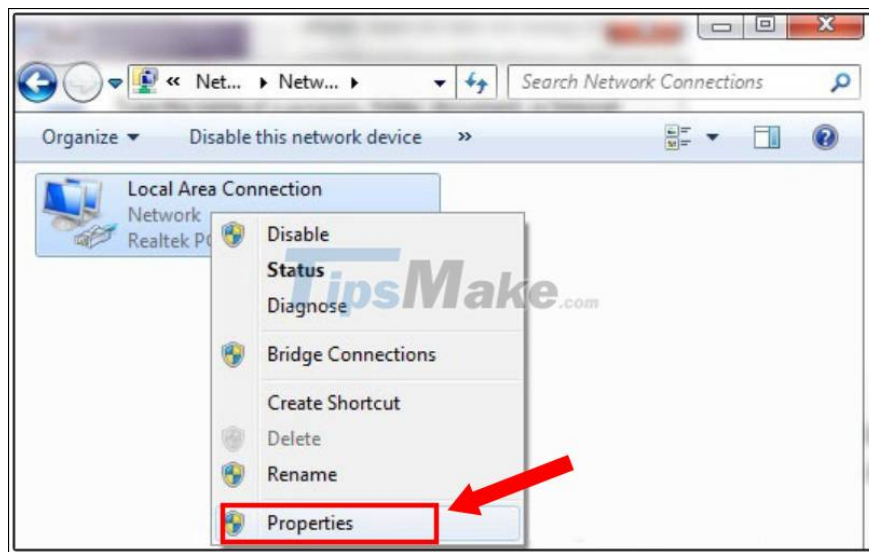 « Net... ▸ Netw... ▸
Search Network Connections
Organize ▾ Disable this network device »
Local Area Connection
Network
Realtek PC
Disable
Status
Diagnose
Bridge Connections
Create Shortcut
Delete
Rename
Properties
TipsMake.com